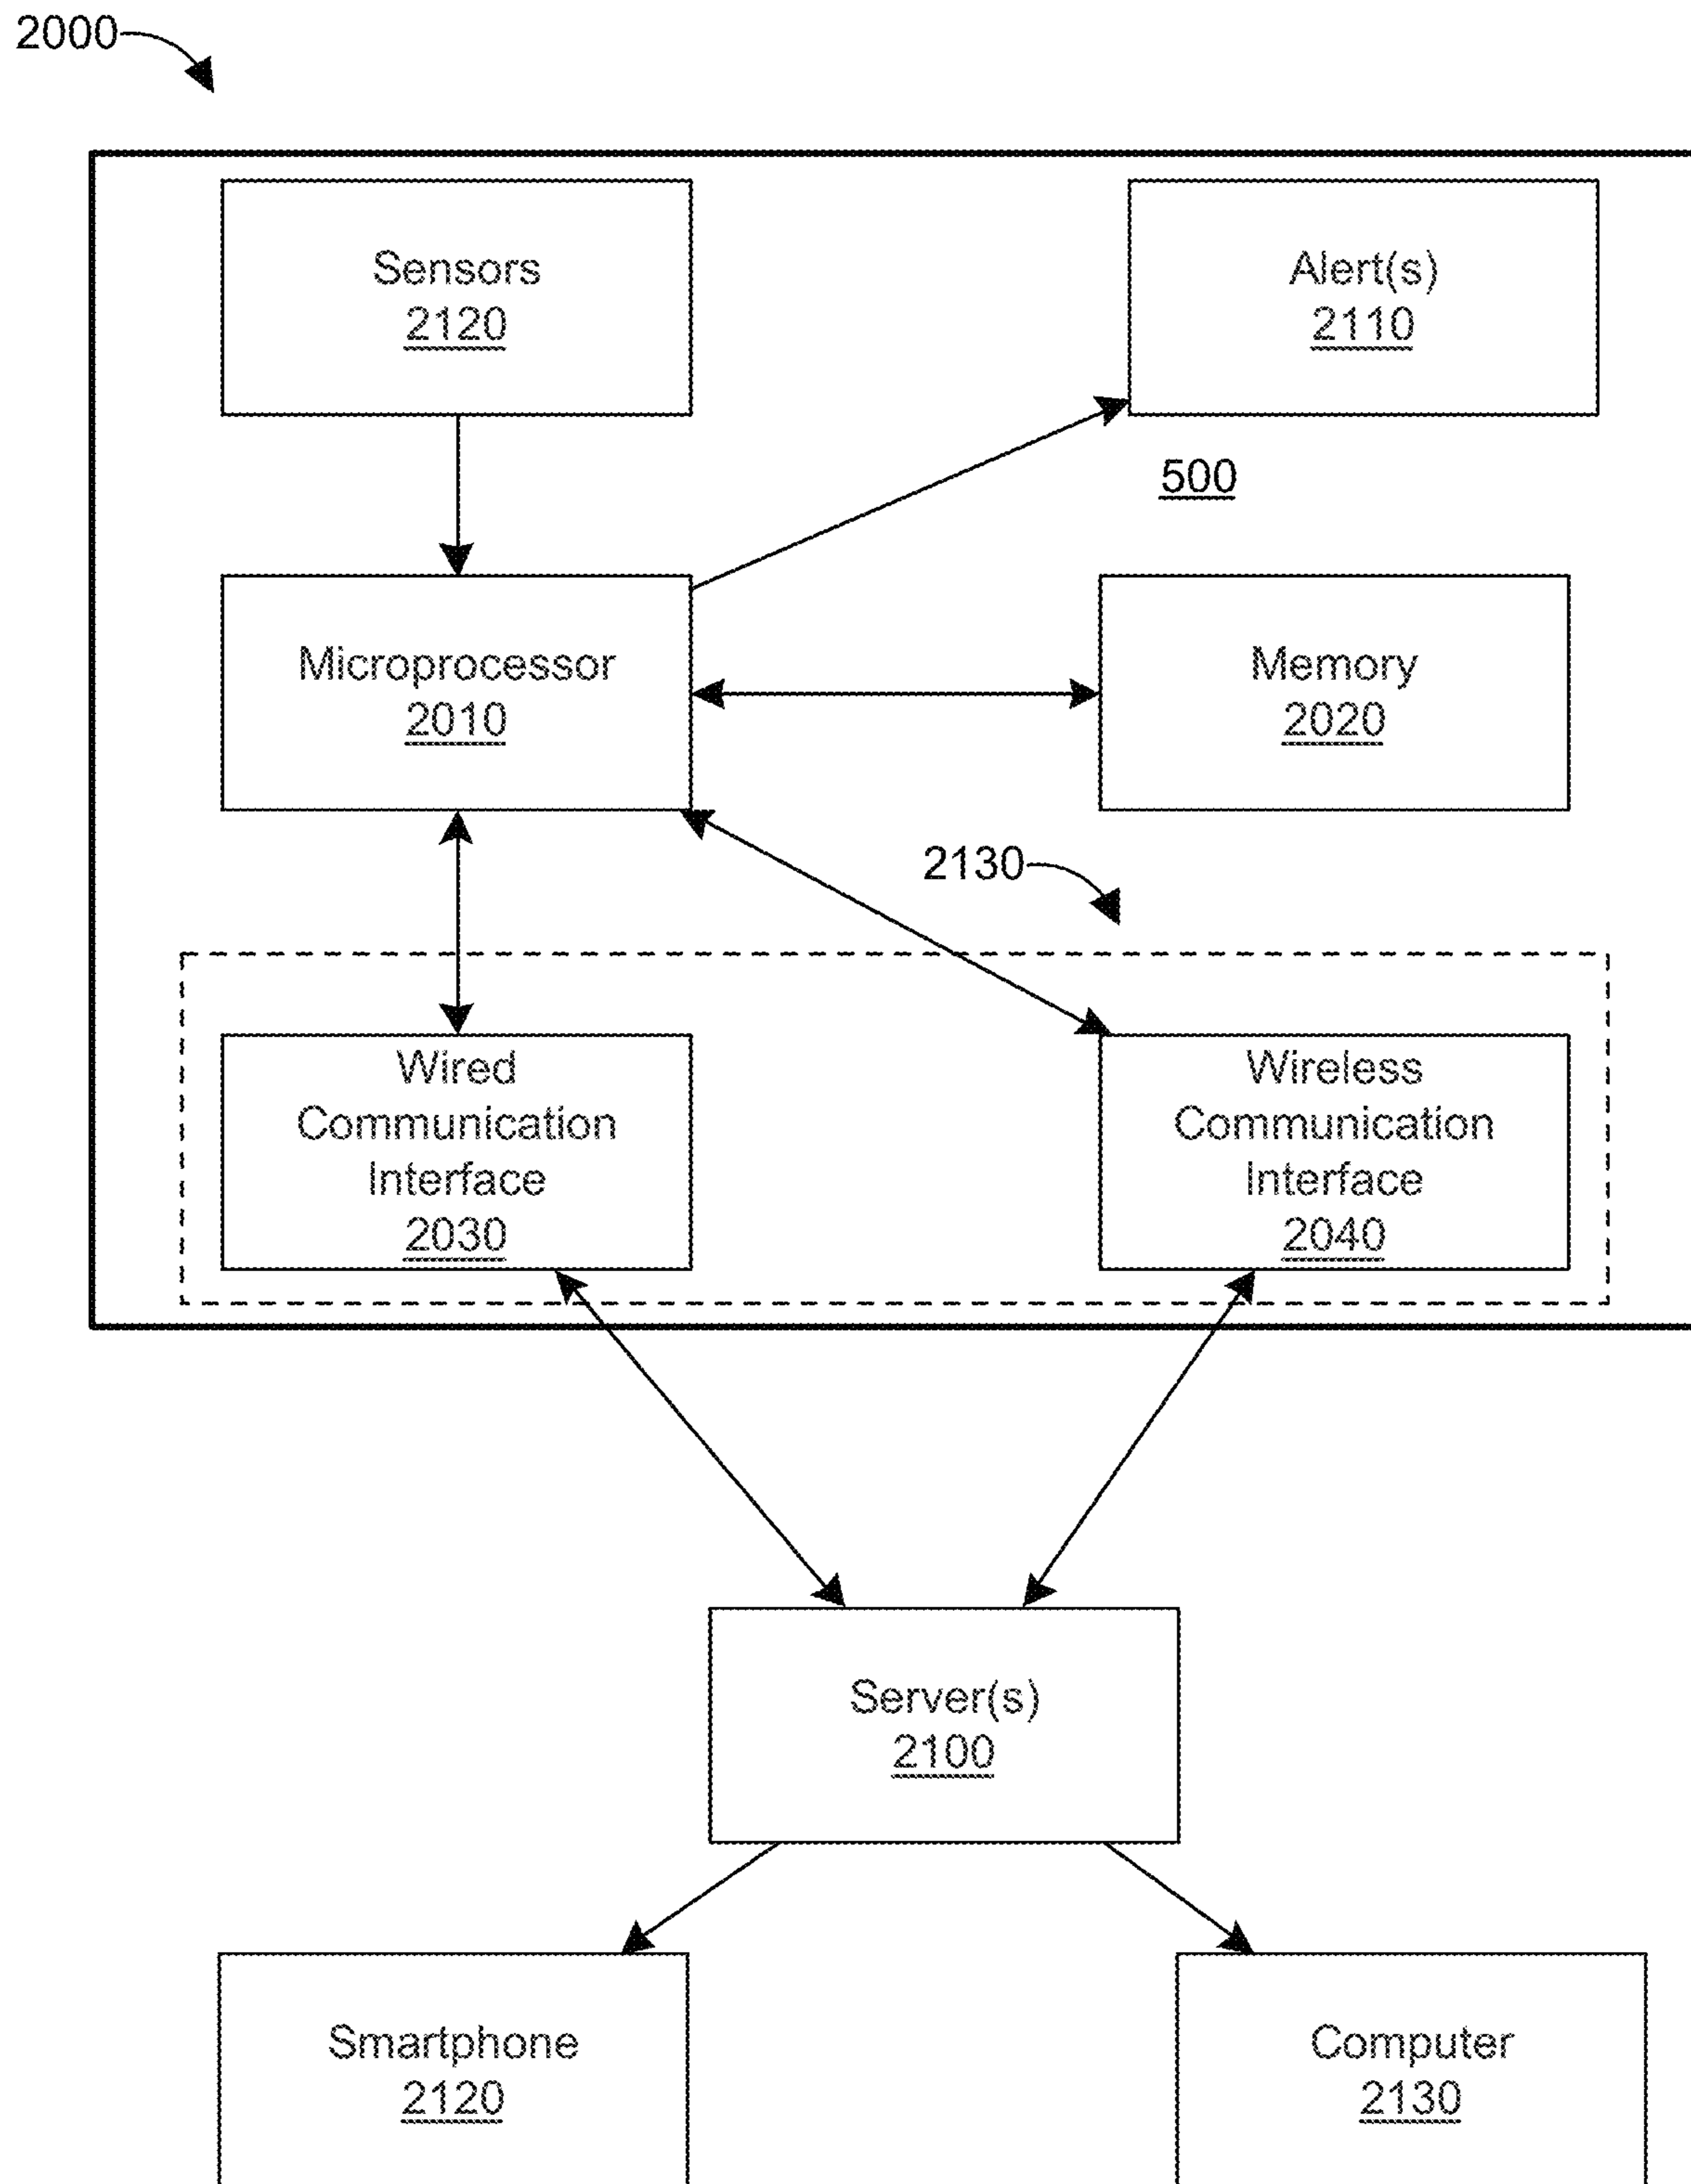 2000
Sensors
2120
Alert(s)
2110
500
Microprocessor
2010
Memory
2020
2130
Wired
Communication
Interface
2030
Wireless
Communication
Interface
2040
Server(s)
2100
Smartphone
2120
Computer
2130